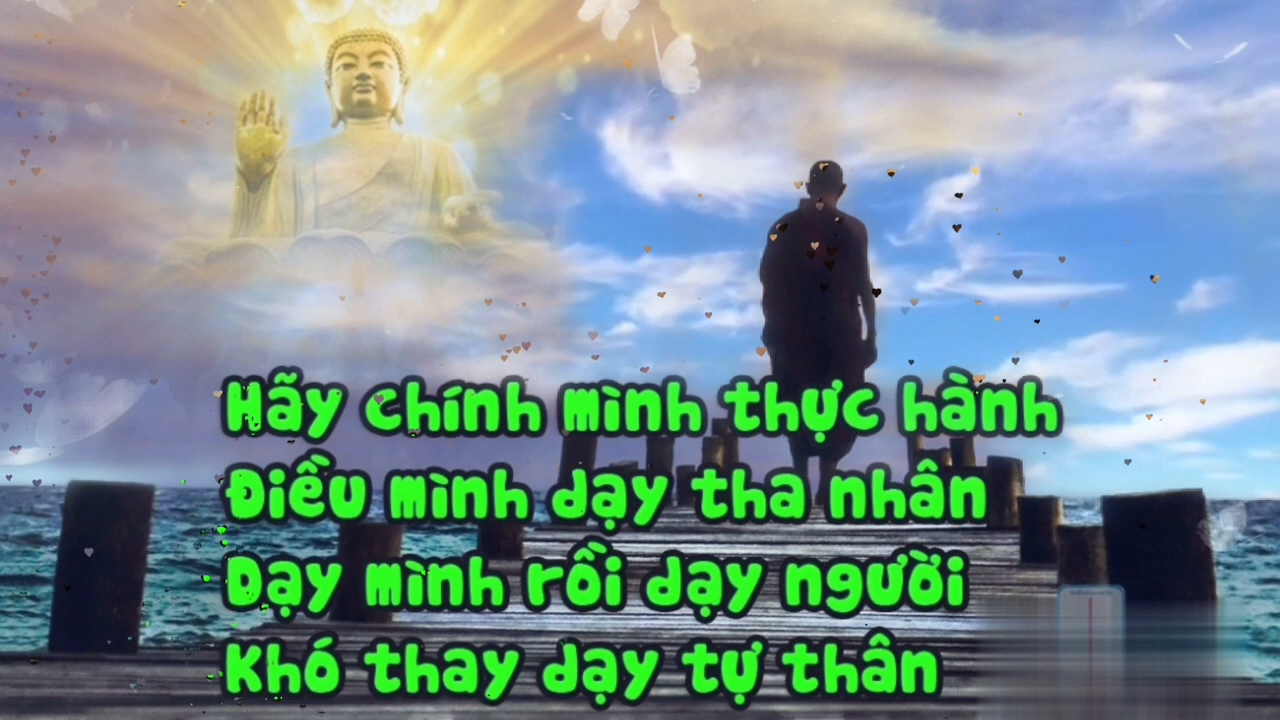 Hãy chính mình thực hành
Điều mình dạy tha nhân
Dạy mình rồi dạy người
Khó thay dạy tự thân